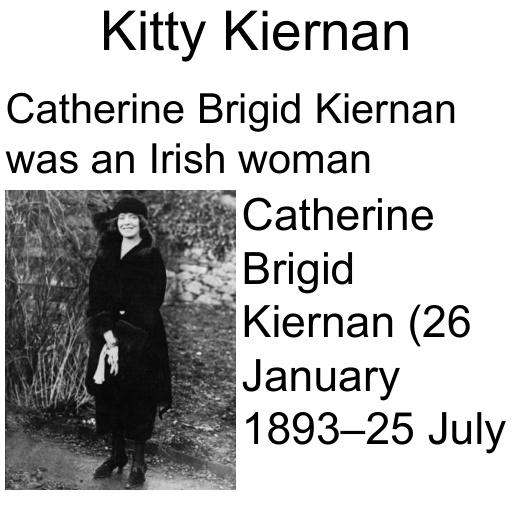 Kitty Kiernan
Catherine Brigid Kiernan
was an Irish woman
Catherine
Brigid
Kiernan (26
January
1893–25 July